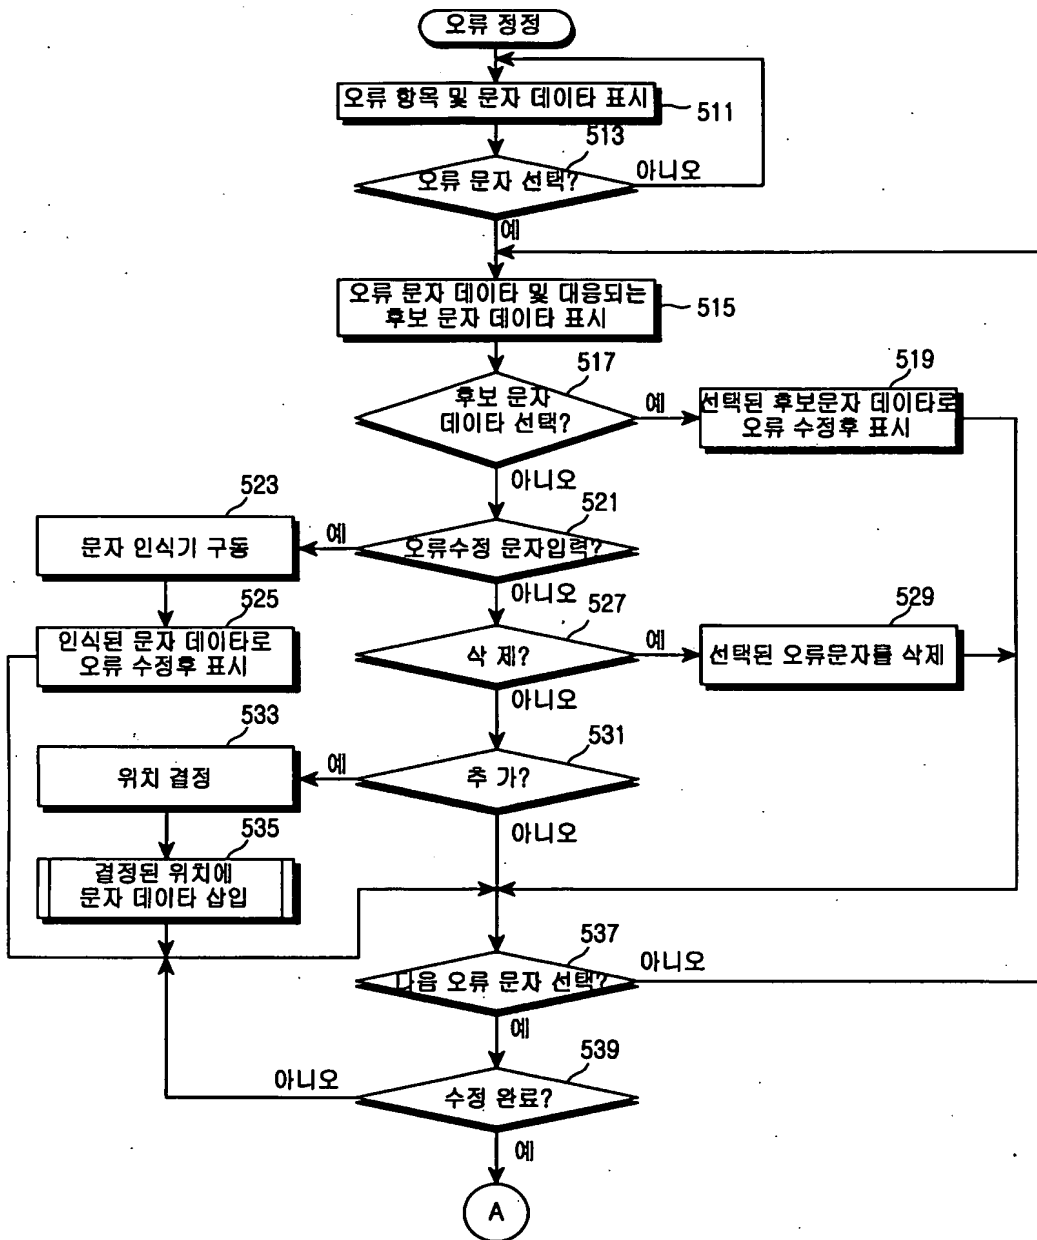 오류 정정
오류 항목 및 문자 데이타 표시
511
513
오류 문자 선택?
아니오
예
오류 문자 데이타 및 대응되는
후보 문자 데이타 표시
515
517
후보 문자
데이타 선택?
예
519
선택된 후보문자 데이타로
오류 수정후 표시
아니오
521
오류수정 문자입력?
예
523
문자 인식기 구동
525
인식된 문자 데이타로
오류 수정후 표시
아니오
527
삭 제?
예
529
선택된 오류문자를 삭제
아니오
531
추 가?
예
533
위치 결정
535
결정된 위치에
문자 데이타 삽입
아니오
537
다음 오류 문자 선택?
아니오
예
539
수정 완료?
아니오
예
A